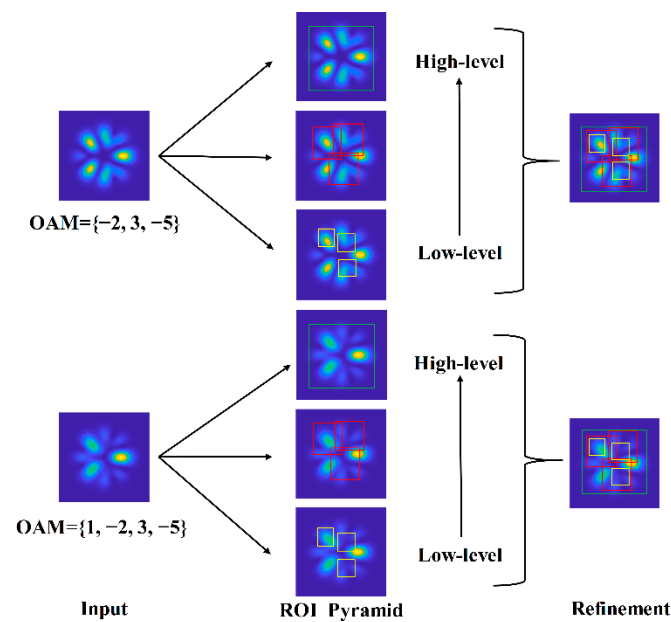 High-level
OAM={−2, 3, −5}
Low-level
High-level
OAM={1, −2, 3, −5}
Low-level
Input
ROI Pyramid
Refinement